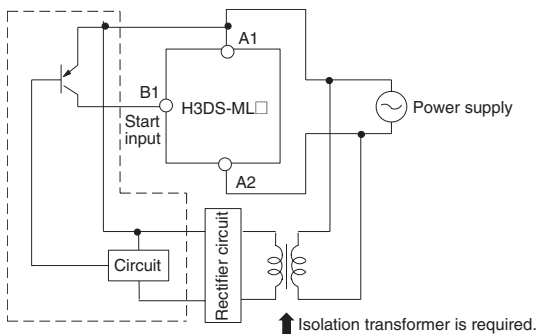 A1
B1
H3DS-ML□
Start
input
Power supply
A2
Rectifier circuit
Circuit
Isolation transformer is required.